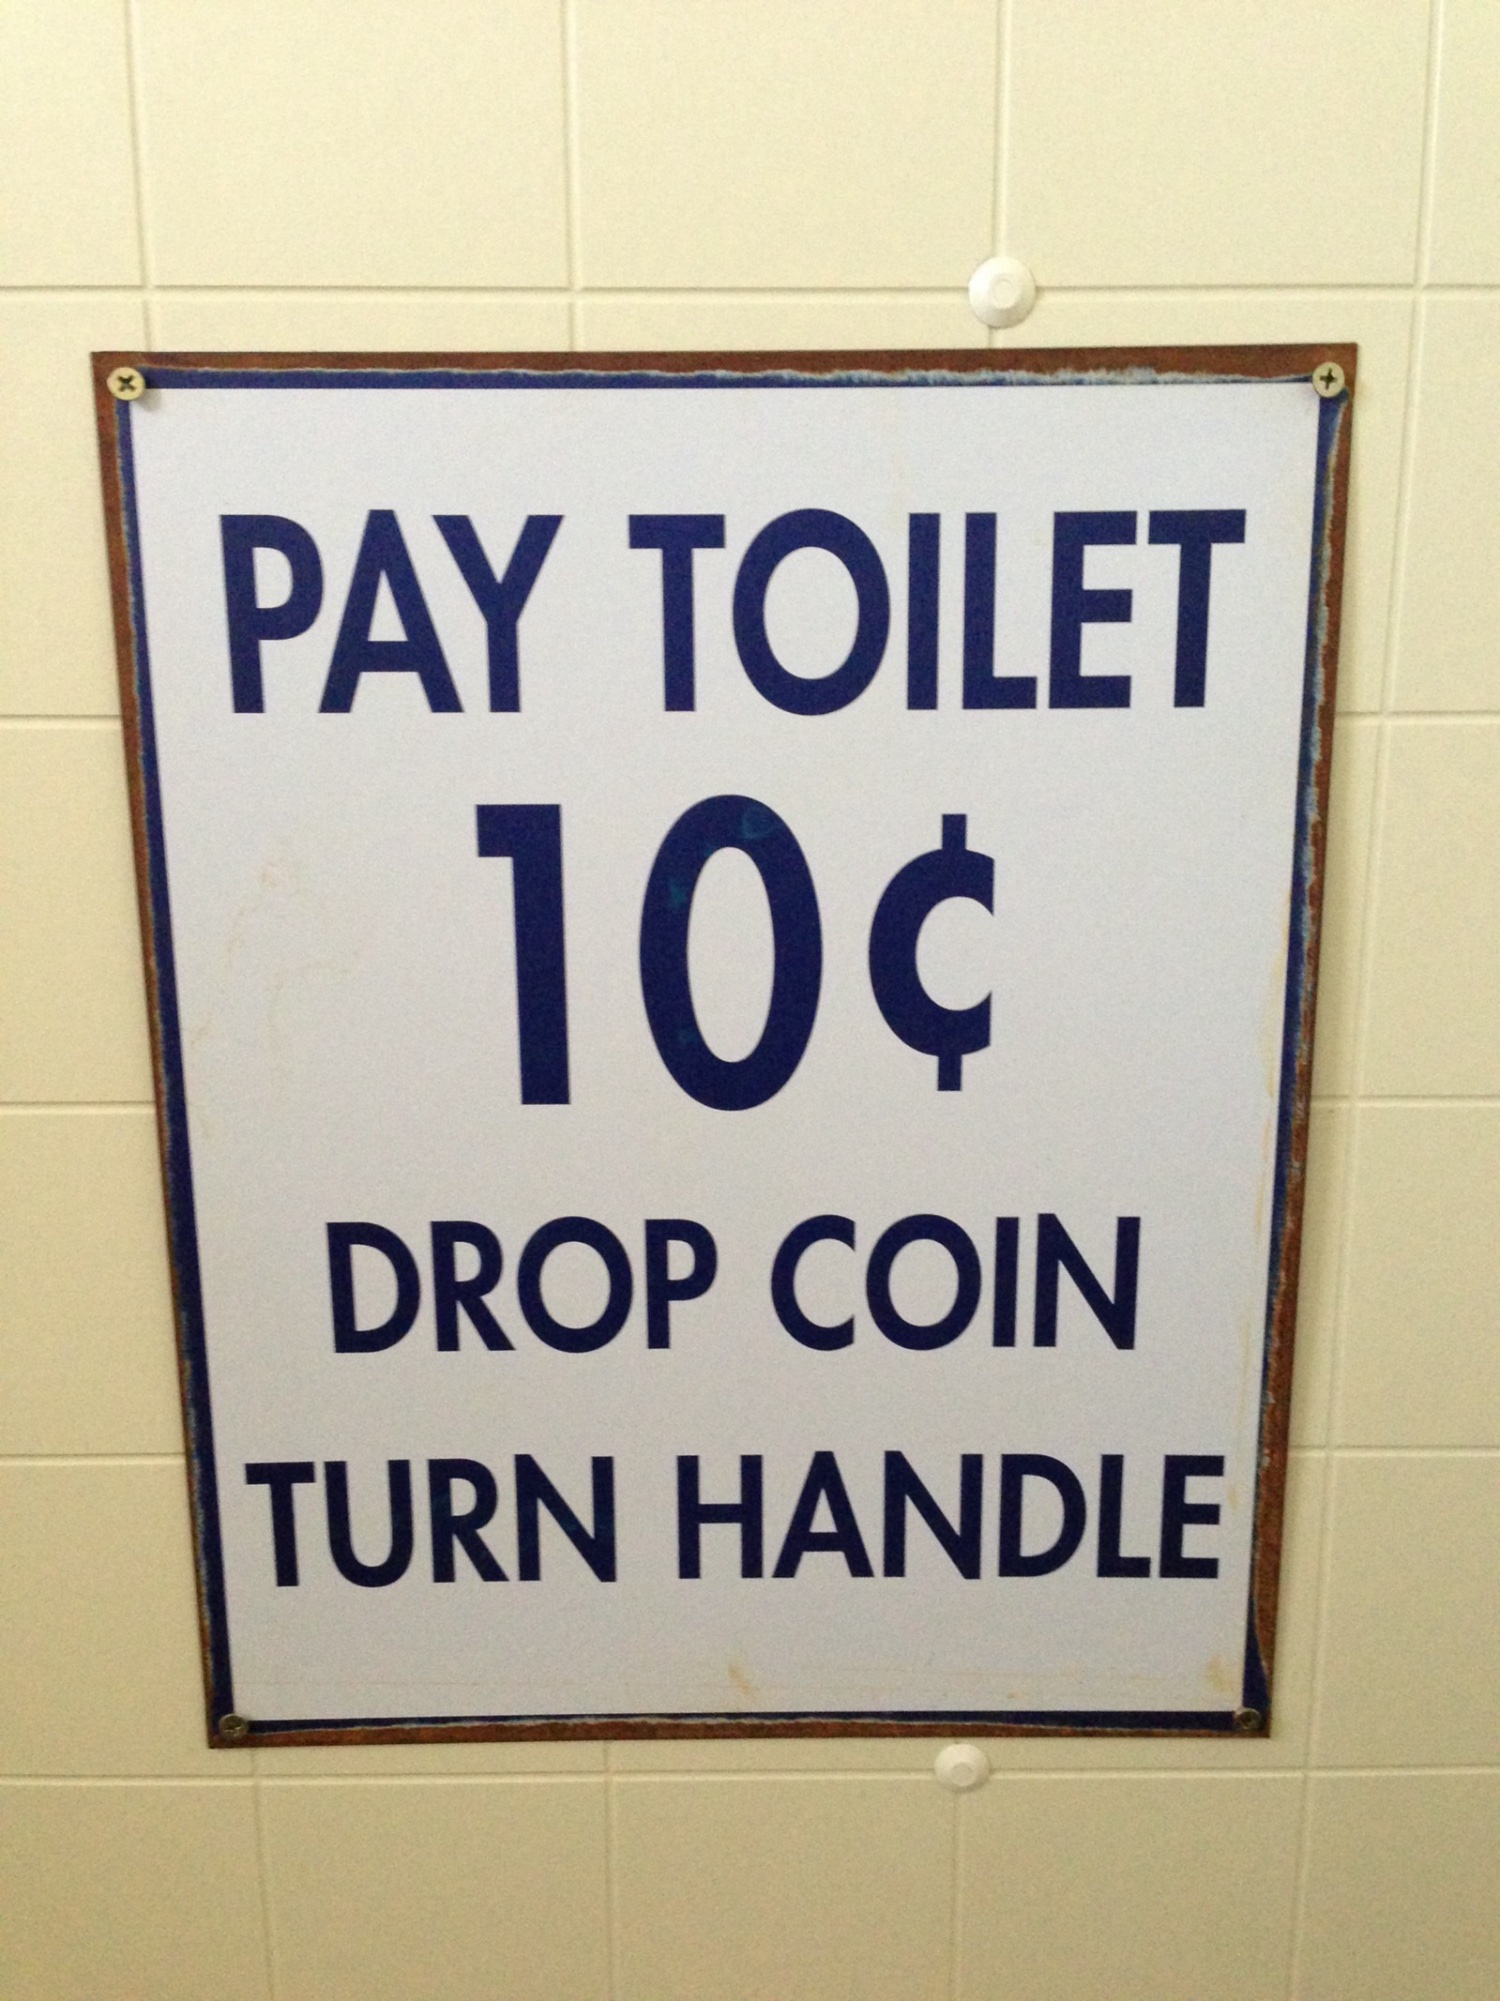 PAY TOILET
10¢
DROP COIN
TURN HANDLE